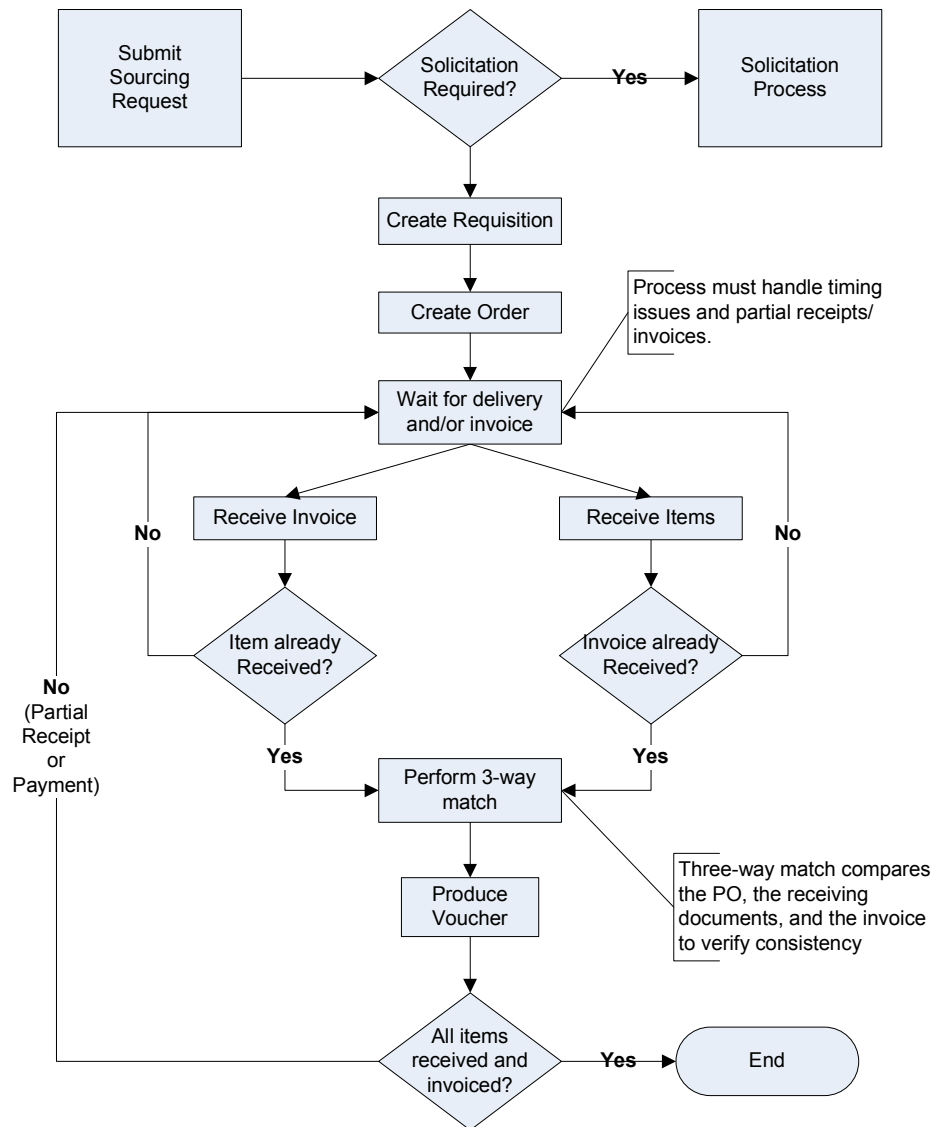 Submit
Sourcing
Request
Solicitation
Required?
Yes
Solicitation
Process
Create Requisition
Create Order
Process must handle timing
issues and partial receipts/
invoices.
Wait for delivery
and/or invoice
Receive Invoice
Receive Items
No
No
Item already
Received?
Invoice already
Received?
No
(Partial
Receipt
or
Payment)
Yes
Yes
Perform 3-way
match
Produce
Voucher
Three-way match compares
the PO, the receiving
documents, and the invoice
to verify consistency
All items
received and
invoiced?
Yes
End